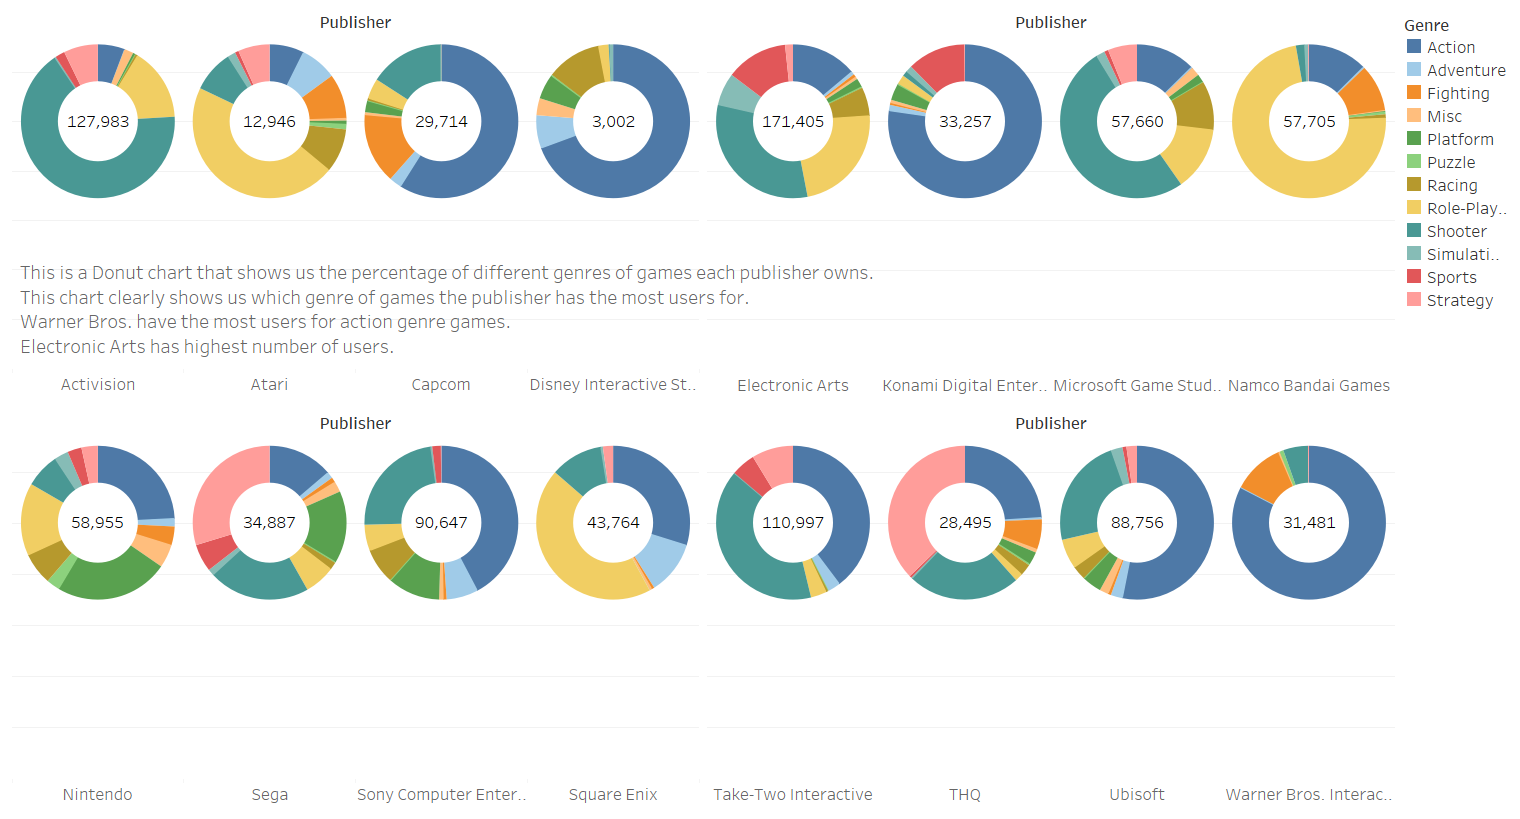 Publisher
Publisher
127,983
12,946
29,714
3,002
171,405
33,257
57,660
57,705
Genre
Action
Adventure
Fighting
Misc
Platform
Puzzle
Racing
Role-Play..
Shooter
Simulati..
Sports
Strategy
This is a Donut chart that shows us the percentage of different genres of games each publisher owns.
This chart clearly shows us which genre of games the publisher has the most users for.
Warner Bros. have the most users for action genre games.
Electronic Arts has highest number of users.
Activision
Atari
Capcom
Disney Interactive St..
Electronic Arts
Konami Digital Enter..
Microsoft Game Stud..
Namco Bandai Games
Publisher
Publisher
58,955
34,887
90,647
43,764
110,997
28,495
88,756
31,481
Nintendo
Sega
Sony Computer Enter..
Square Enix
Take-Two Interactive
THQ
Ubisoft
Warner Bros. Interac..